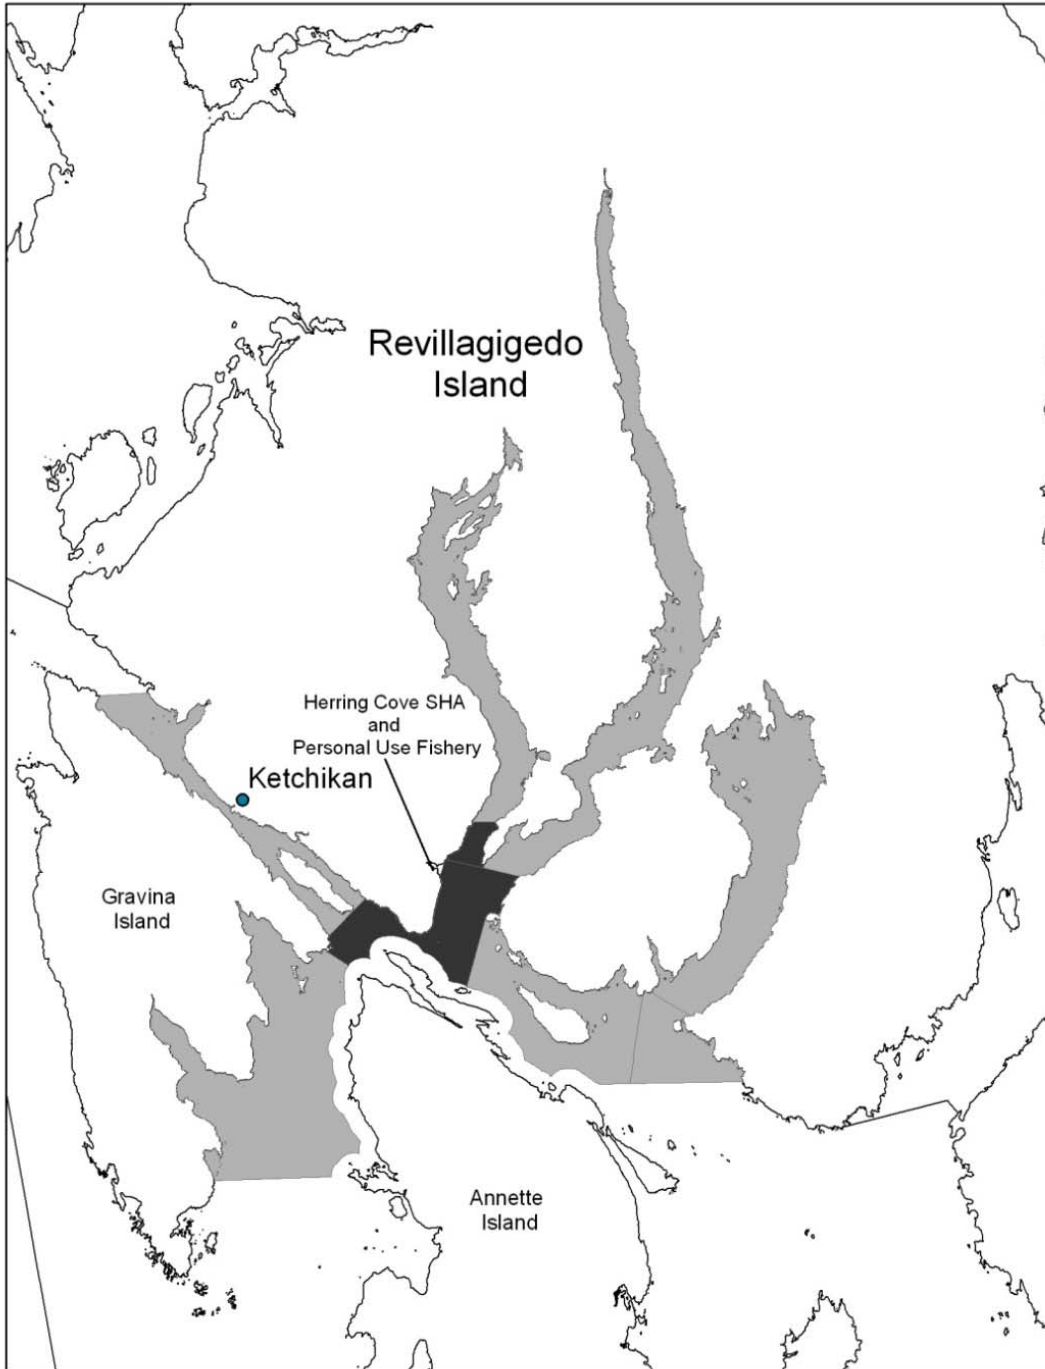 Revillagigedo
Island
Herring Cove SHA
and
Personal Use Fishery
Ketchikan
Gravina
Island
Annette
Island